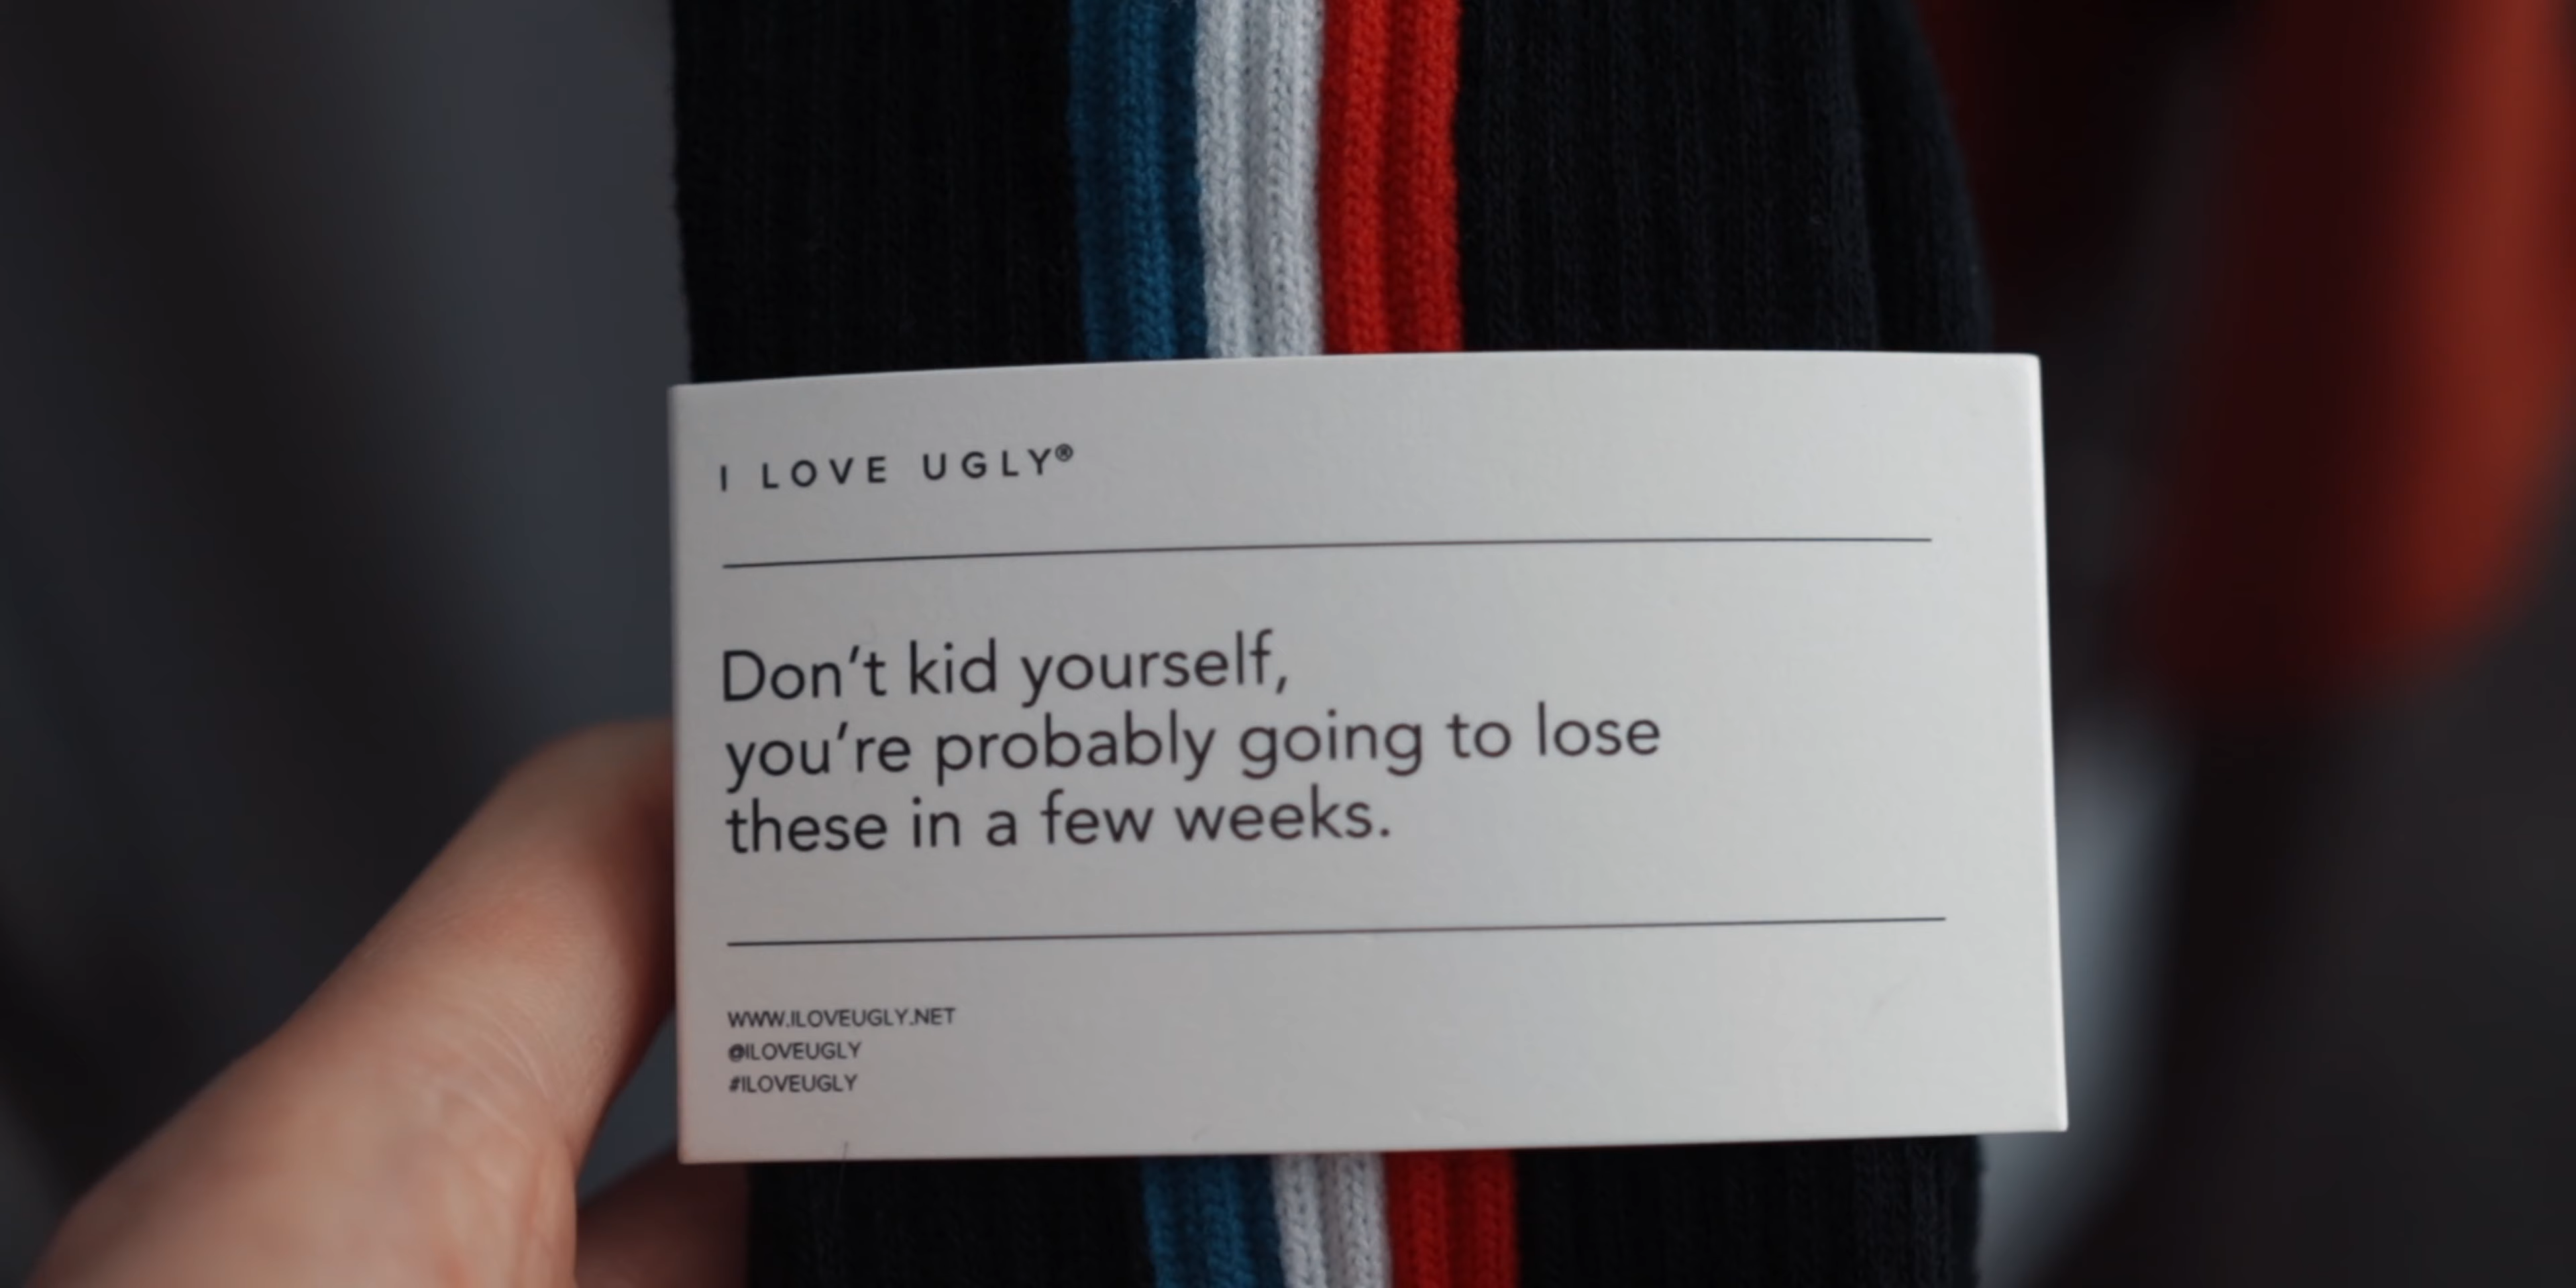 I LOVE UGLY®
Don't kid yourself,
you're probably going to lose
these in a few weeks.
WWW.ILOVEUGLY.NET
@ILOVEUGLY
#ILOVEUGLY